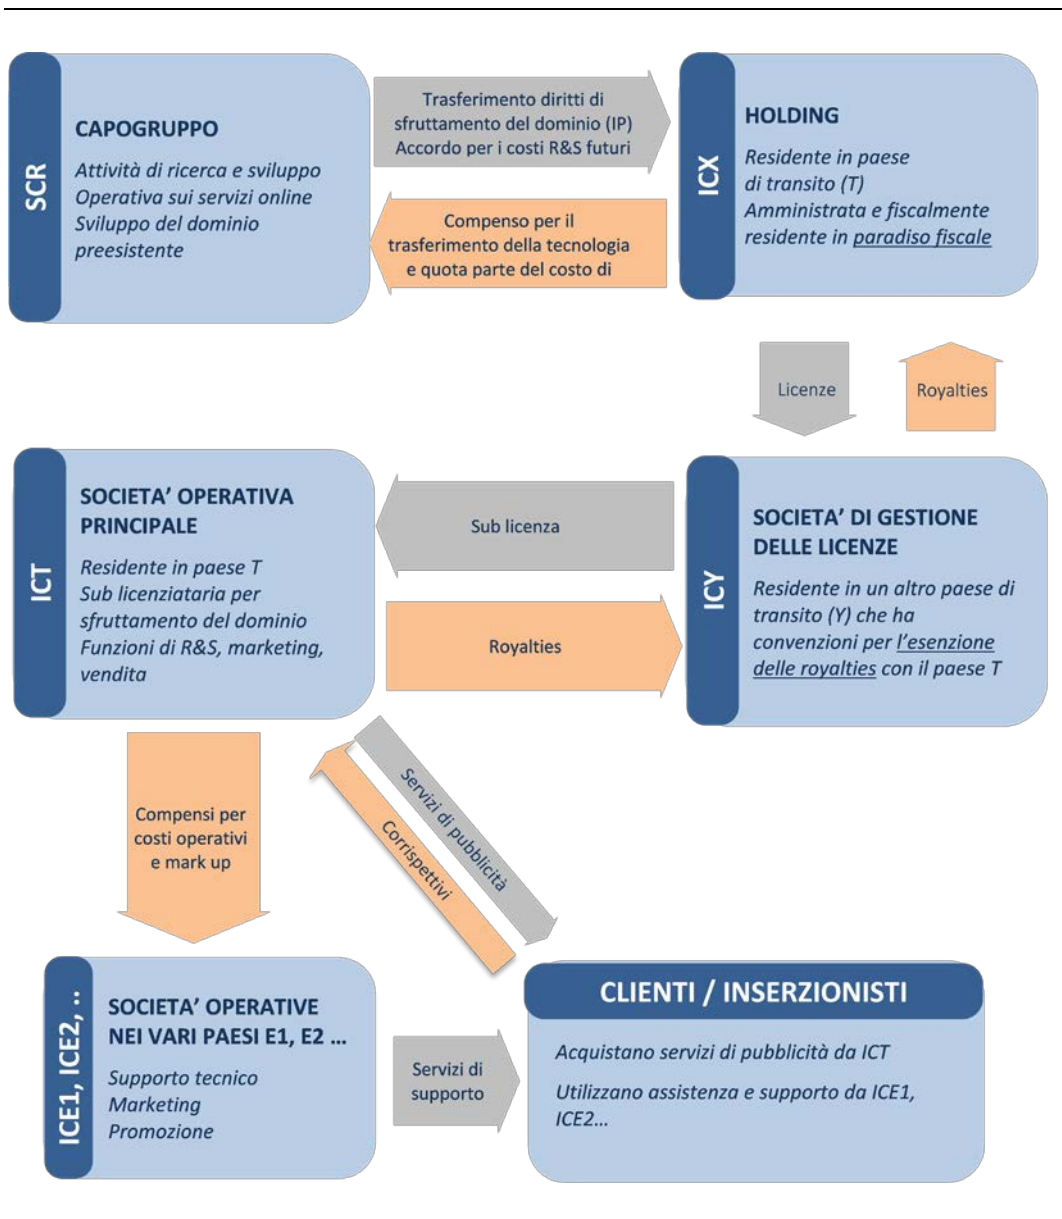 SCR
CAPOGRUPPO
Attività di ricerca e sviluppo
Operativa sui servizi online
Sviluppo del dominio
preesistente
Trasferimento diritti di
sfruttamento del dominio (IP)
Accordo per i costi R&S futuri
Compenso per il
trasferimento della tecnologia
e quota parte del costo di
ICX
HOLDING
Residente in paese
di transito (T)
Amministrata e fiscalmente
residente in paradiso fiscale
Licenze
Royalties
ICT
SOCIETA’ OPERATIVA
PRINCIPALE
Residente in paese T
Sub licenziataria per
sfruttamento del dominio
Funzioni di R&S, marketing,
vendita
Sub licenza
Royalties
ICY
SOCIETA’ DI GESTIONE
DELLE LICENZE
Residente in un altro paese di
transito (Y) che ha
convenzioni per l’esenzione
delle royalties con il paese T
Compensi per
costi operativi
e mark up
Servizi di pubblicità
Corrispettivi
ICE1, ICE2, ..
SOCIETA’ OPERATIVE
NEI VARI PAESI E1, E2 ...
Supporto tecnico
Marketing
Promozione
Servizi di
supporto
CLIENTI / INSERZIONISTI
Acquistano servizi di pubblicità da ICT
Utilizzano assistenza e supporto da ICE1,
ICE2...